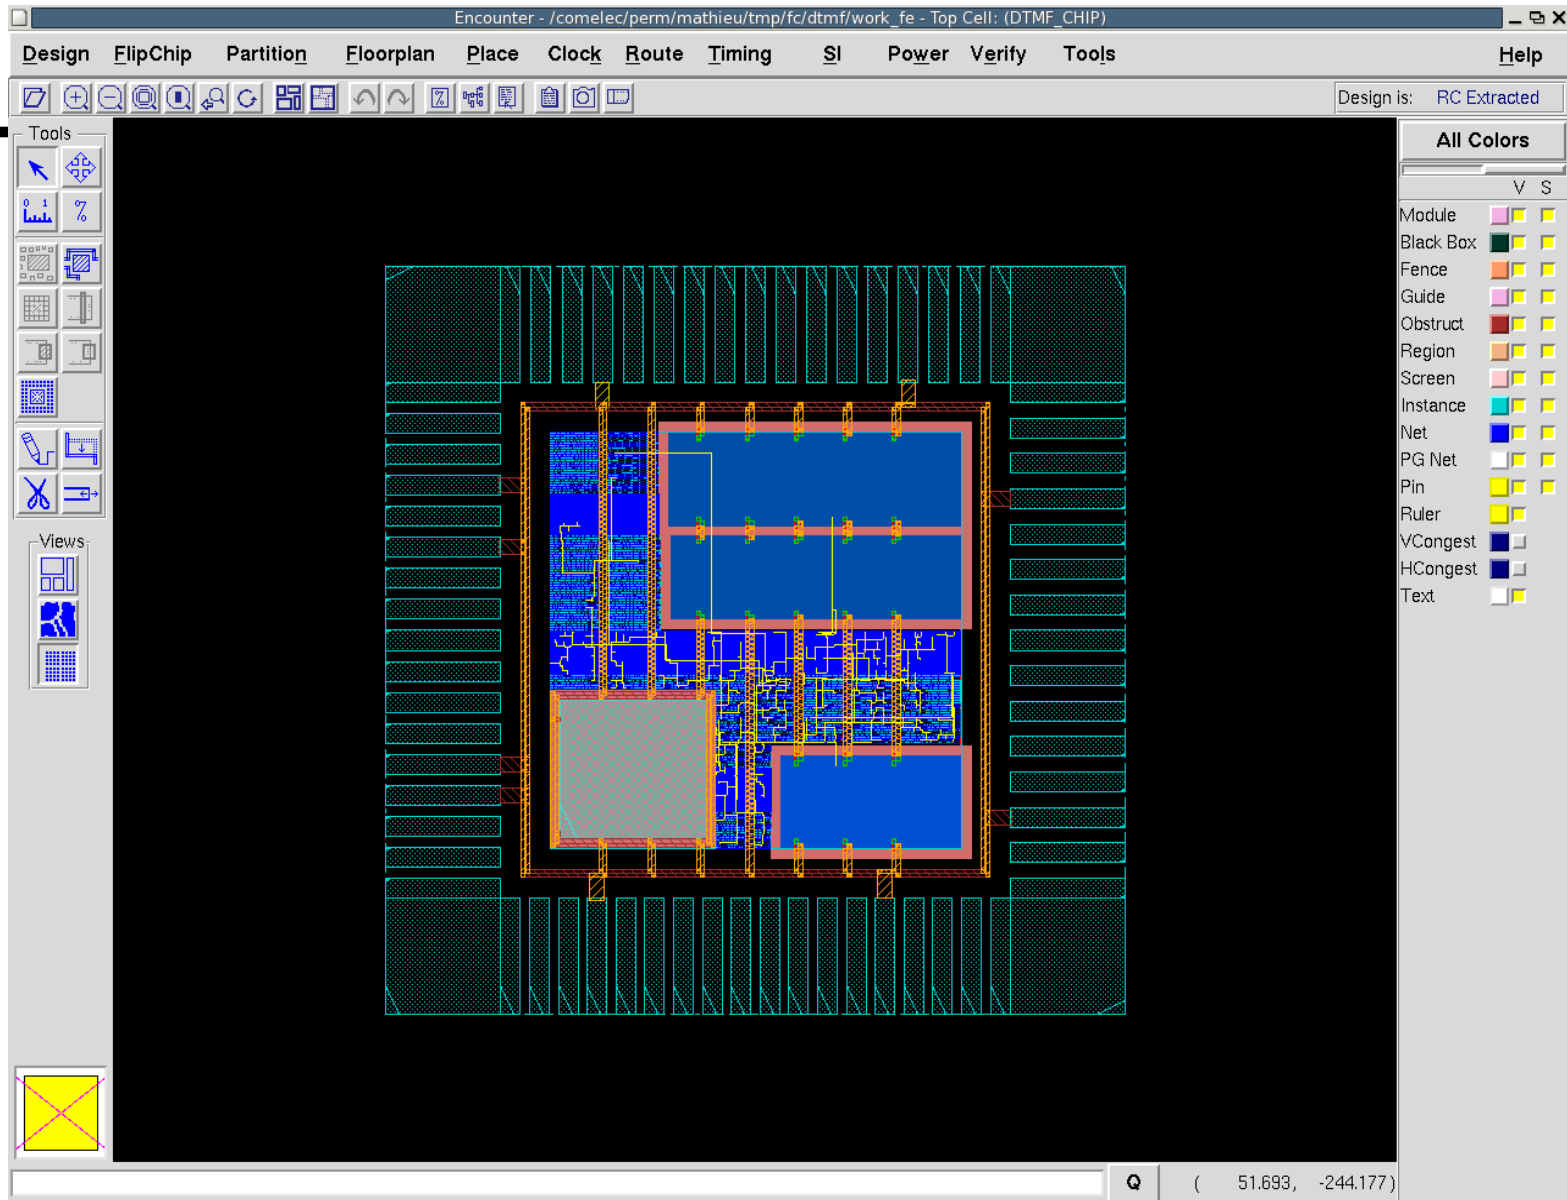 Encounter - /comelec/perm/mathieu/tmp/fc/dtmf/work_fe - Top Cell: (DTMF_CHIP)
Design FlipChip Partition Floorplan Place Clock Route Timing SI Power Verify Tools Help
Design is: RC Extracted
Tools
0 1
%
All Colors
V S
Module
Black Box
Fence
Guide
Obstruct
Region
Screen
Instance
Net
PG Net
Pin
Ruler
VCongest
HCongest
Text
Views
Q ( 51.693, -244.177)